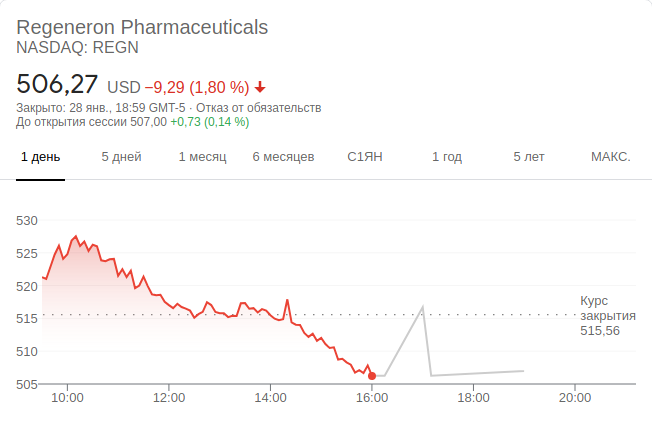 Regeneron Pharmaceuticals
NASDAQ: REGN
506,27 USD −9,29 (1,80 %)
Закрыто: 28 янв., 18:59 GMT-5 · Отказ от обязательств
До открытия сессии 507,00 +0,73 (0,14 %)
1 день 5 дней 1 месяц 6 месяцев С1ЯН 1 год 5 лет МАКС.
530
525
520
515
510
505
Курс
закрытия
515,56
10:00 12:00 14:00 16:00 18:00 20:00